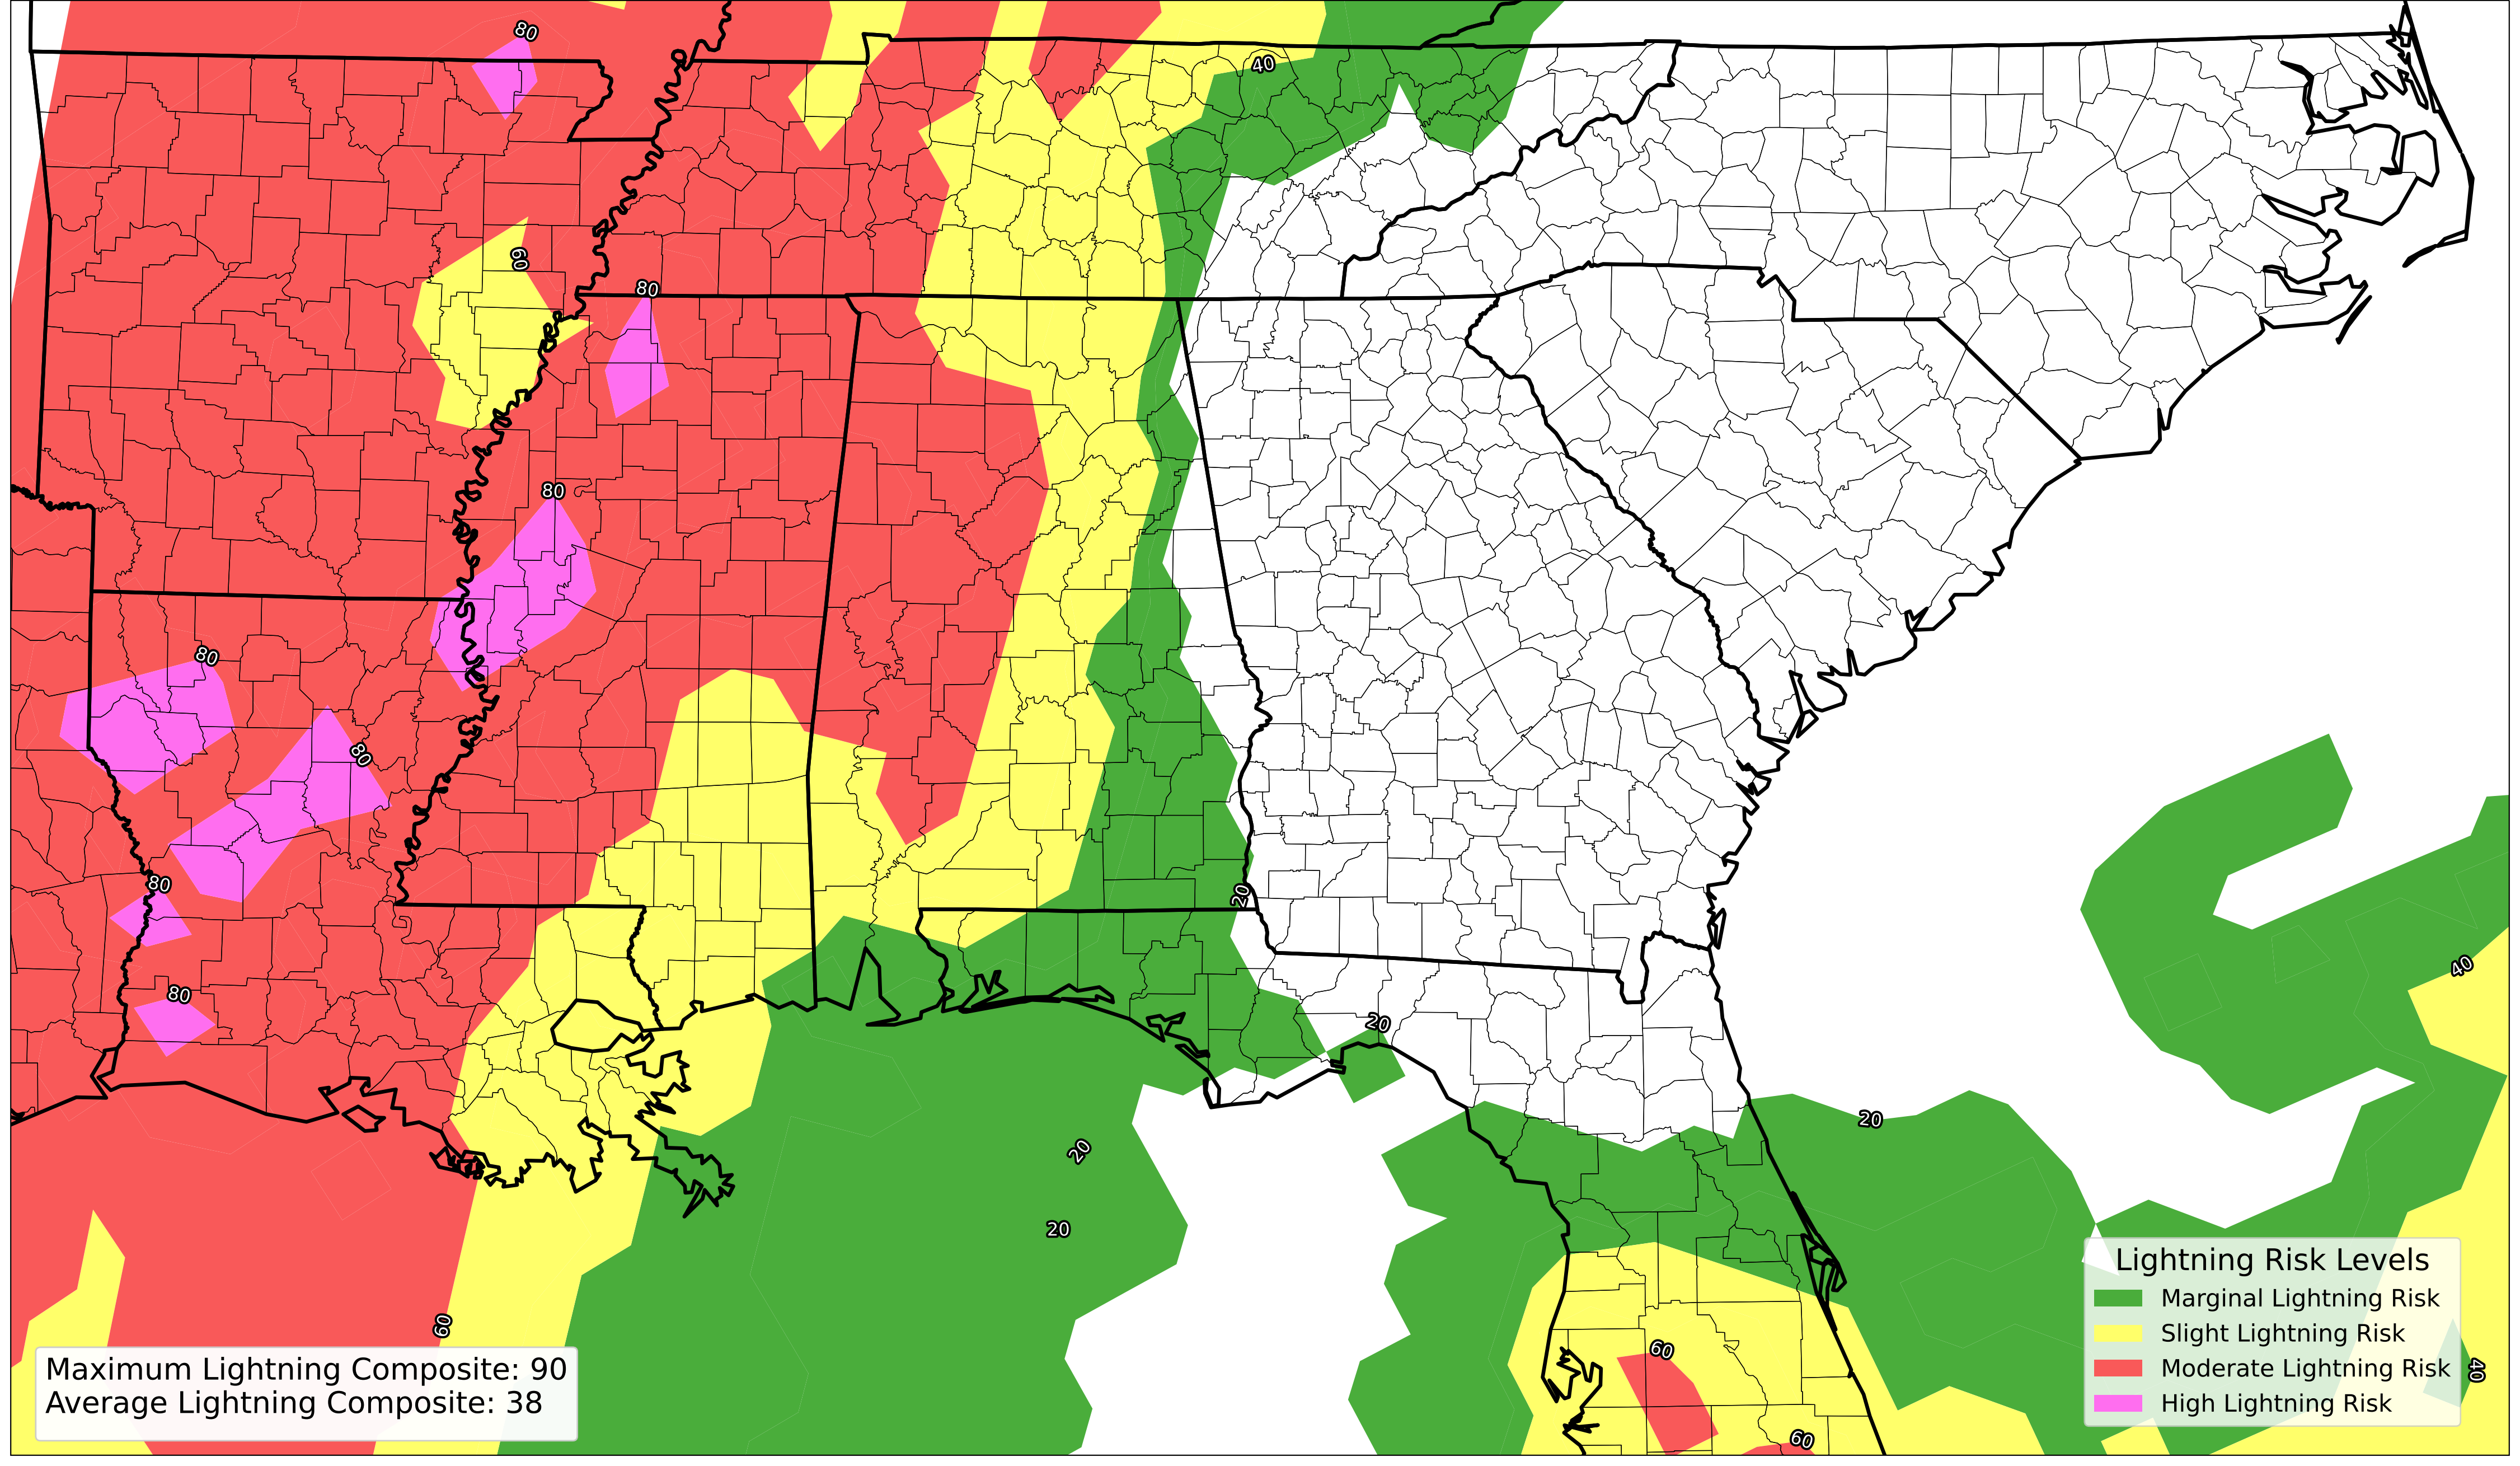 80
40
60
80
80
80
80
80
20
40
80
20
20
20
20
60
60
40
60
Lightning Risk Levels
Marginal Lightning Risk
Slight Lightning Risk
Moderate Lightning Risk
High Lightning Risk
Maximum Lightning Composite: 90
Average Lightning Composite: 38